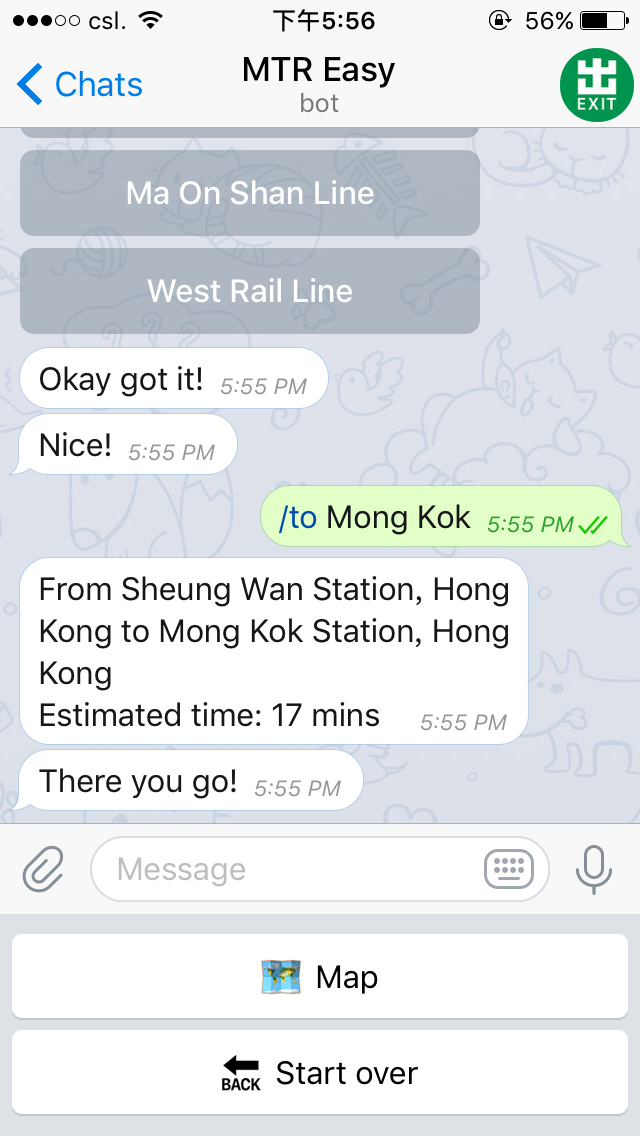 csl. 下午5:56 56%
Chats
MTR Easy
bot
出
EXIT
Ma On Shan Line
West Rail Line
Okay got it! 5:55 PM
Nice! 5:55 PM
/to Mong Kok 5:55 PM
From Sheung Wan Station, Hong
Kong to Mong Kok Station, Hong
Kong
Estimated time: 17 mins 5:55 PM
There you go! 5:55 PM
Message
Map
BACK Start over